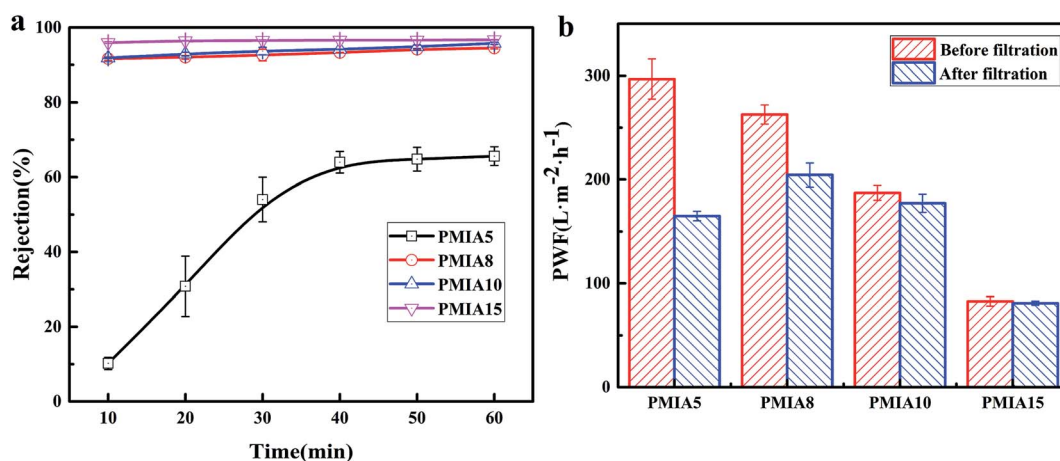 a
100
80
60
40
20
0
Rejection(%)
10 20 30 40 50 60
Time(min)
PMIA5
PMIA8
PMIA10
PMIA15
b
300
200
100
0
PWF(L·m⁻²·h⁻¹)
Before filtration
After filtration
PMIA5 PMIA8 PMIA10 PMIA15